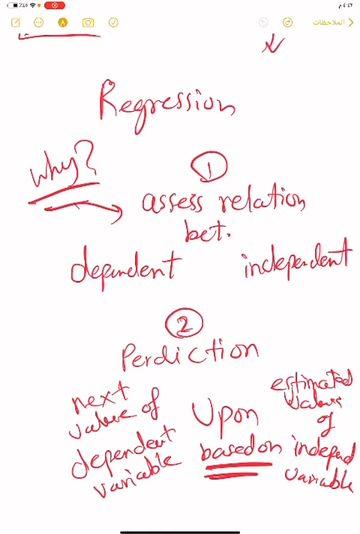 الملاحظات
Regression
why?
1
assess relation
bet.
dependent independent
2
Perdiction
next
value of
dependent
variable
Upon
based on
estimated
values
of
independ
variable